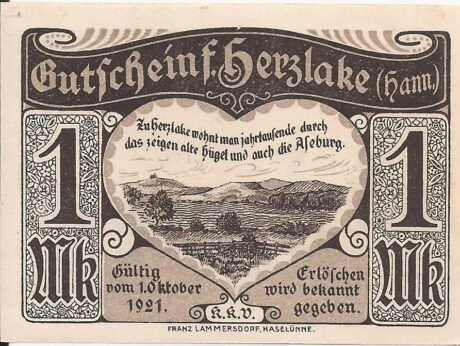 Gutschein f. Herzlake (Hann.)
Zu Herzlake wohnt man jahrtausende durch
das zeigen alte Hügel und auch die Aseburg.
1 1
Mk Mk
Gültig
vom 1. Oktober
1921.
Erlöschen
wird bekannt
gegeben.
K.K.V.
FRANZ LAMMERSDORF, HASELÜNNE.